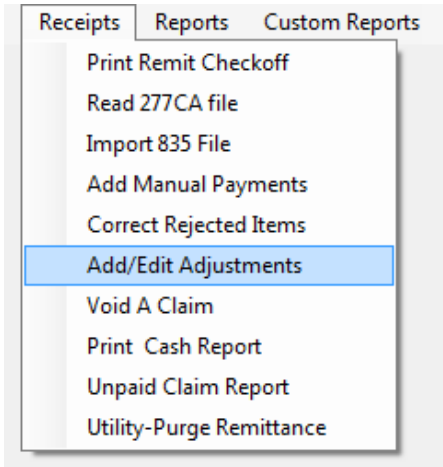 Receipts Reports Custom Reports
Print Remit Checkoff
Read 277CA file
Import 835 File
Add Manual Payments
Correct Rejected Items
Add/Edit Adjustments
Void A Claim
Print  Cash Report
Unpaid Claim Report
Utility-Purge Remittance